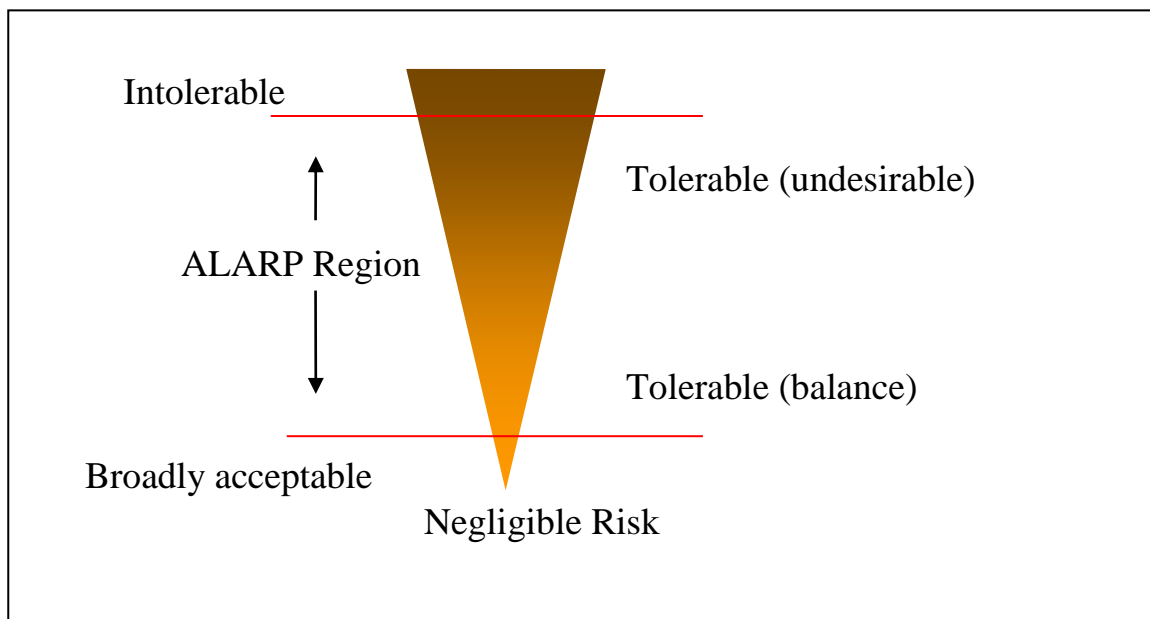 Intolerable
Tolerable (undesirable)
ALARP Region
Tolerable (balance)
Broadly acceptable
Negligible Risk